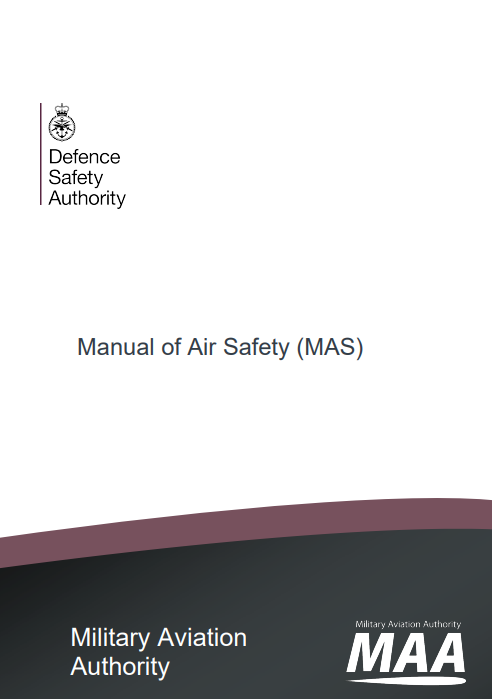 Defence
Safety
Authority
Manual of Air Safety (MAS)
Military Aviation
Authority
Military Aviation Authority
MAA